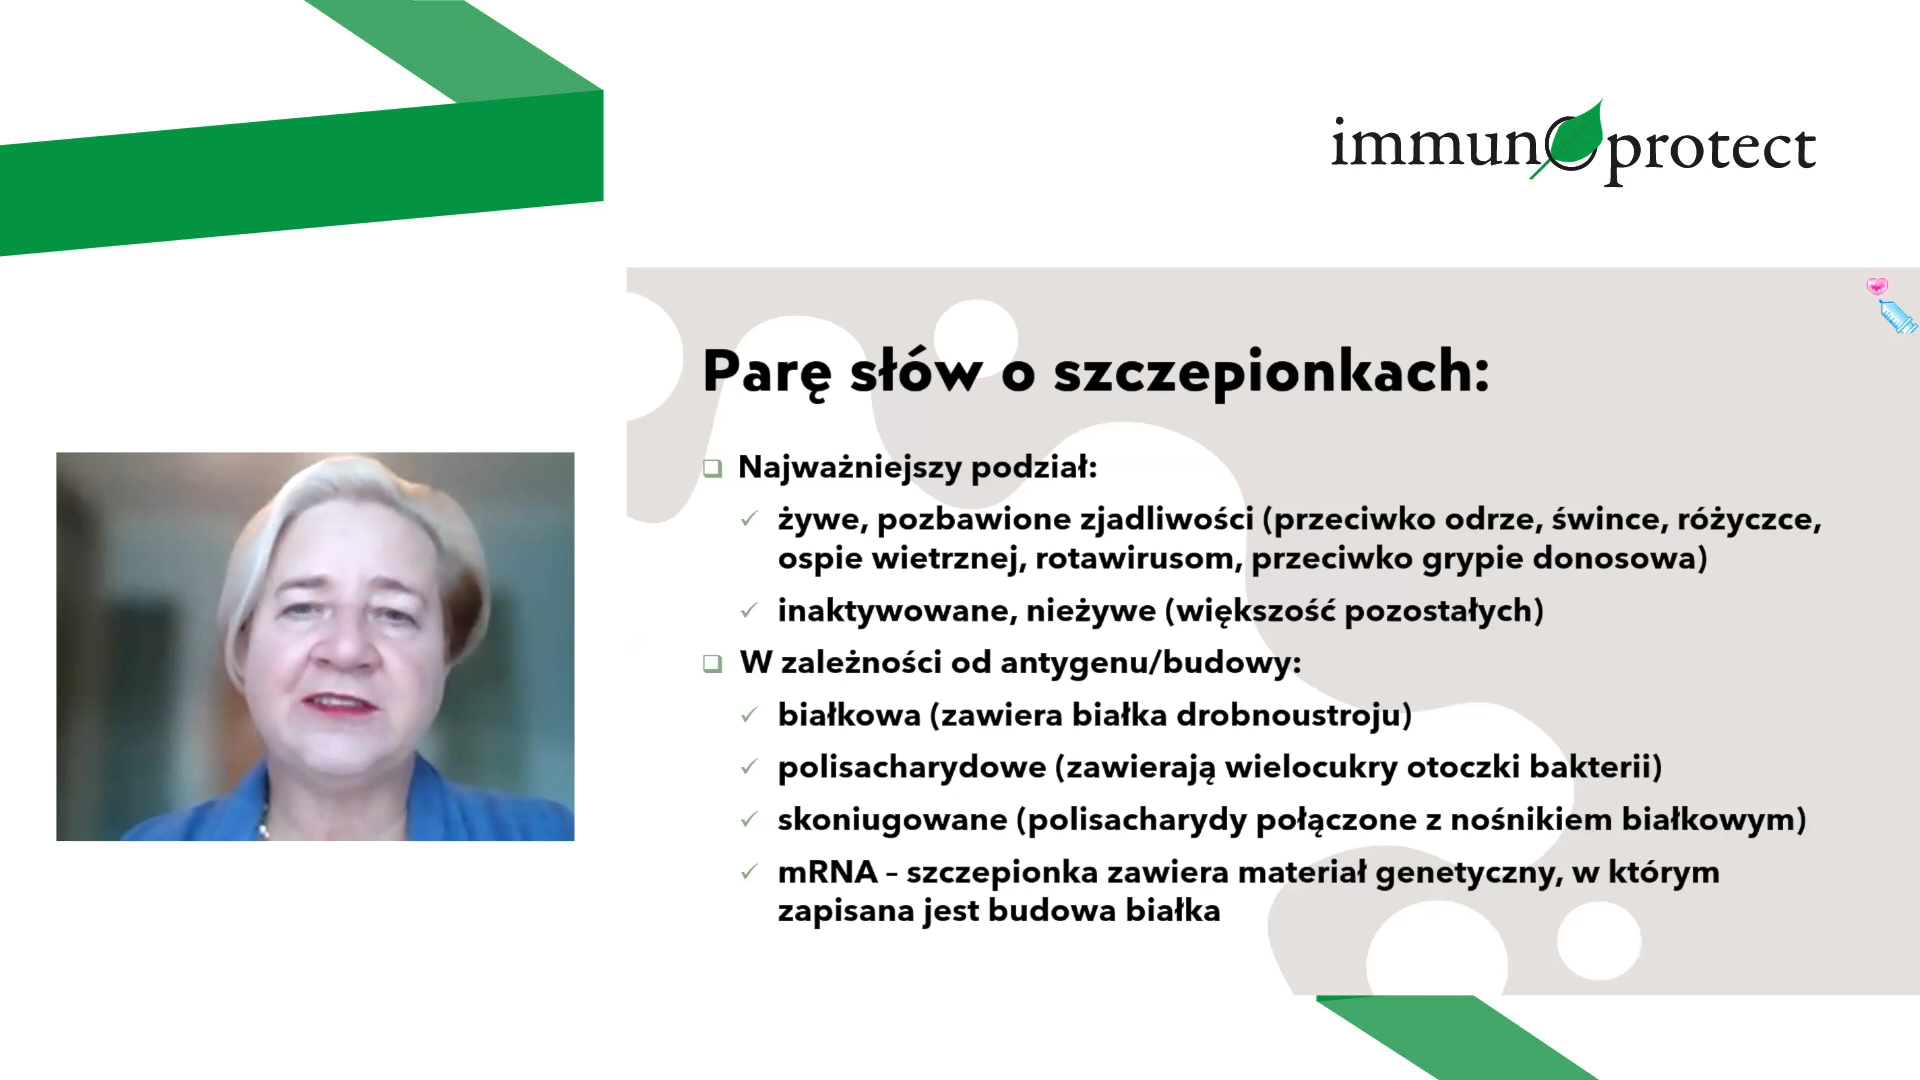 immunoprotect
Parę słów o szczepionkach:
Najważniejszy podział:
żywe, pozbawione zjadliwości (przeciwko odrze, śwince, różyczce,
ospie wietrznej, rotawirusom, przeciwko grypie donosowa)
inaktywowane, nieżywe (większość pozostałych)
W zależności od antygenu/budowy:
białkowa (zawiera białka drobnoustroju)
polisacharydowe (zawierają wielocukry otoczki bakterii)
skoniugowane (polisacharydy połączone z nośnikiem białkowym)
mRNA – szczepionka zawiera materiał genetyczny, w którym
zapisana jest budowa białka